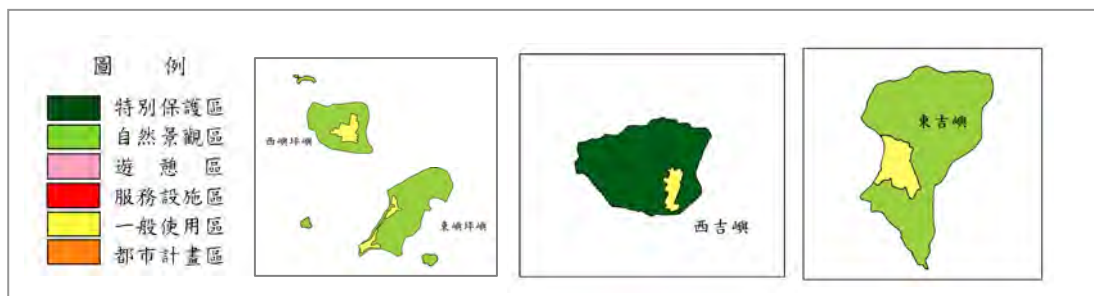 圖 例
特別保護區
自然景觀區
遊 憩 區
服務設施區
一般使用區
都市計畫區
西嶼坪嶼
東嶼坪嶼
西吉嶼
東吉嶼